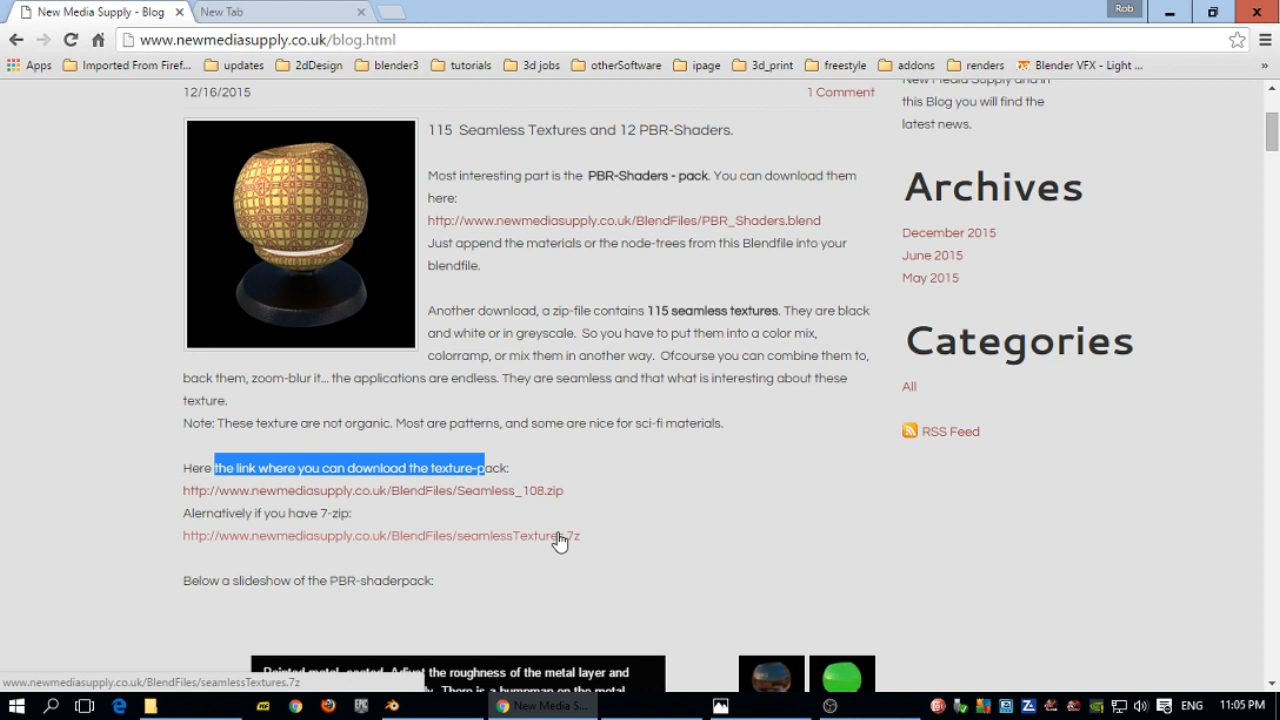 New Media Supply - Blog
New Tab
Rob
www.newmediasupply.co.uk/blog.html
Apps
Imported From Firef...
updates
2dDesign
blender3
tutorials
3d jobs
otherSoftware
ipage
3d_print
freestyle
addons
renders
Blender VFX - Light ...
»
12/16/2015
1 Comment
115 Seamless Textures and 12 PBR-Shaders.
Most interesting part is the PBR-Shaders - pack. You can download them
here:
http://www.newmediasupply.co.uk/BlendFiles/PBR_Shaders.blend
Just append the materials or the node-trees from this Blendfile into your
blendfile.
Another download, a zip-file contains 115 seamless textures. They are black
and white or in greyscale. So you have to put them into a color mix,
colorramp, or mix them in another way. Ofcourse you can combine them to,
back them, zoom-blur it... the applications are endless. They are seamless and that what is interesting about these
texture.
Note: These texture are not organic. Most are patterns, and some are nice for sci-fi materials.
Here the link where you can download the texture-pack:
http://www.newmediasupply.co.uk/BlendFiles/Seamless_108.zip
Alernatively if you have 7-zip:
http://www.newmediasupply.co.uk/BlendFiles/seamlessTextures.7z
Below a slideshow of the PBR-shaderpack:
New Media Supply and in
this Blog you will find the
latest news.
Archives
December 2015
June 2015
May 2015
Categories
All
RSS Feed
Adjust the roughness of the metal layer and
There is a bumpmap on the metal
www.newmediasupply.co.uk/BlendFiles/seamlessTextures.7z
New Media S...
ENG
11:05 PM